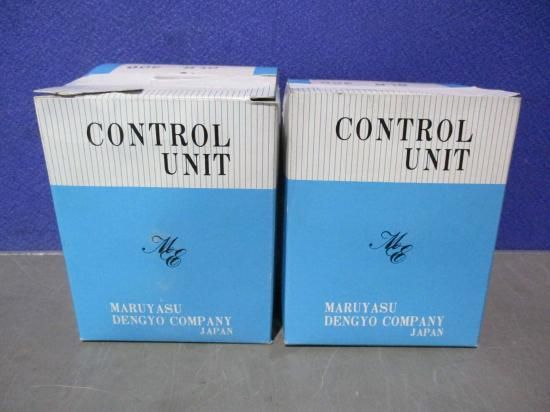 CONTROL
UNIT
ME
MARUYASU
DENGYO COMPANY
JAPAN
CONTROL
UNIT
ME
MARUYASU
DENGYO COMPANY
JAPAN